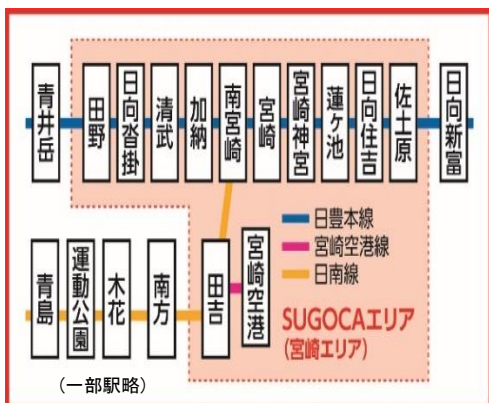 青井岳
田野
日向沓掛
清武
加納
南宮崎
宮崎
宮崎神宮
蓮ヶ池
日向住吉
佐土原
日向新富
日豊本線
宮崎空港線
日南線
青島
運動公園
木花
南方
田吉
宮崎空港
SUGOCAエリア
(宮崎エリア)
(一部駅略)